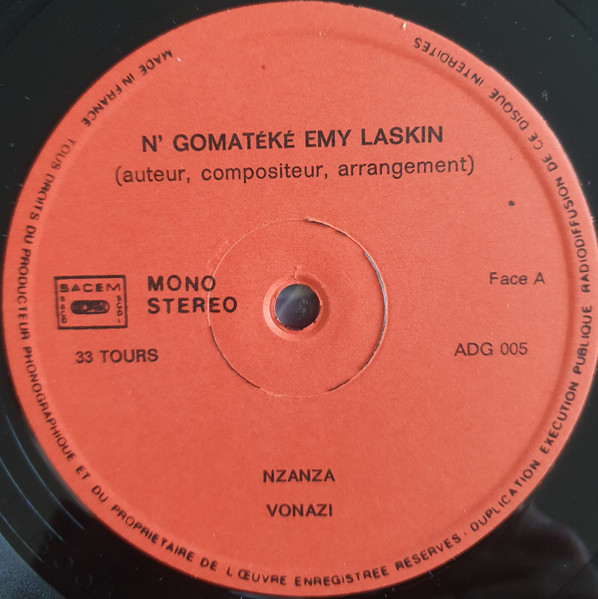 N' GOMATÉKÉ EMY LASKIN
(auteur, compositeur, arrangement)
SACEM
SACD
SCDL
MONO
STEREO
Face A
33 TOURS
ADG 005
NZANZA
VONAZI
MADE IN FRANCE TOUS DROITS DU PRODUCTEUR PHONOGRAPHIQUE ET DU PROPRIETAIRE DE L'ŒUVRE ENREGISTREE RESERVES · DUPLICATION EXECUTION PUBLIQUE RADIODIFFUSION DE CE DISQUE INTERDITES